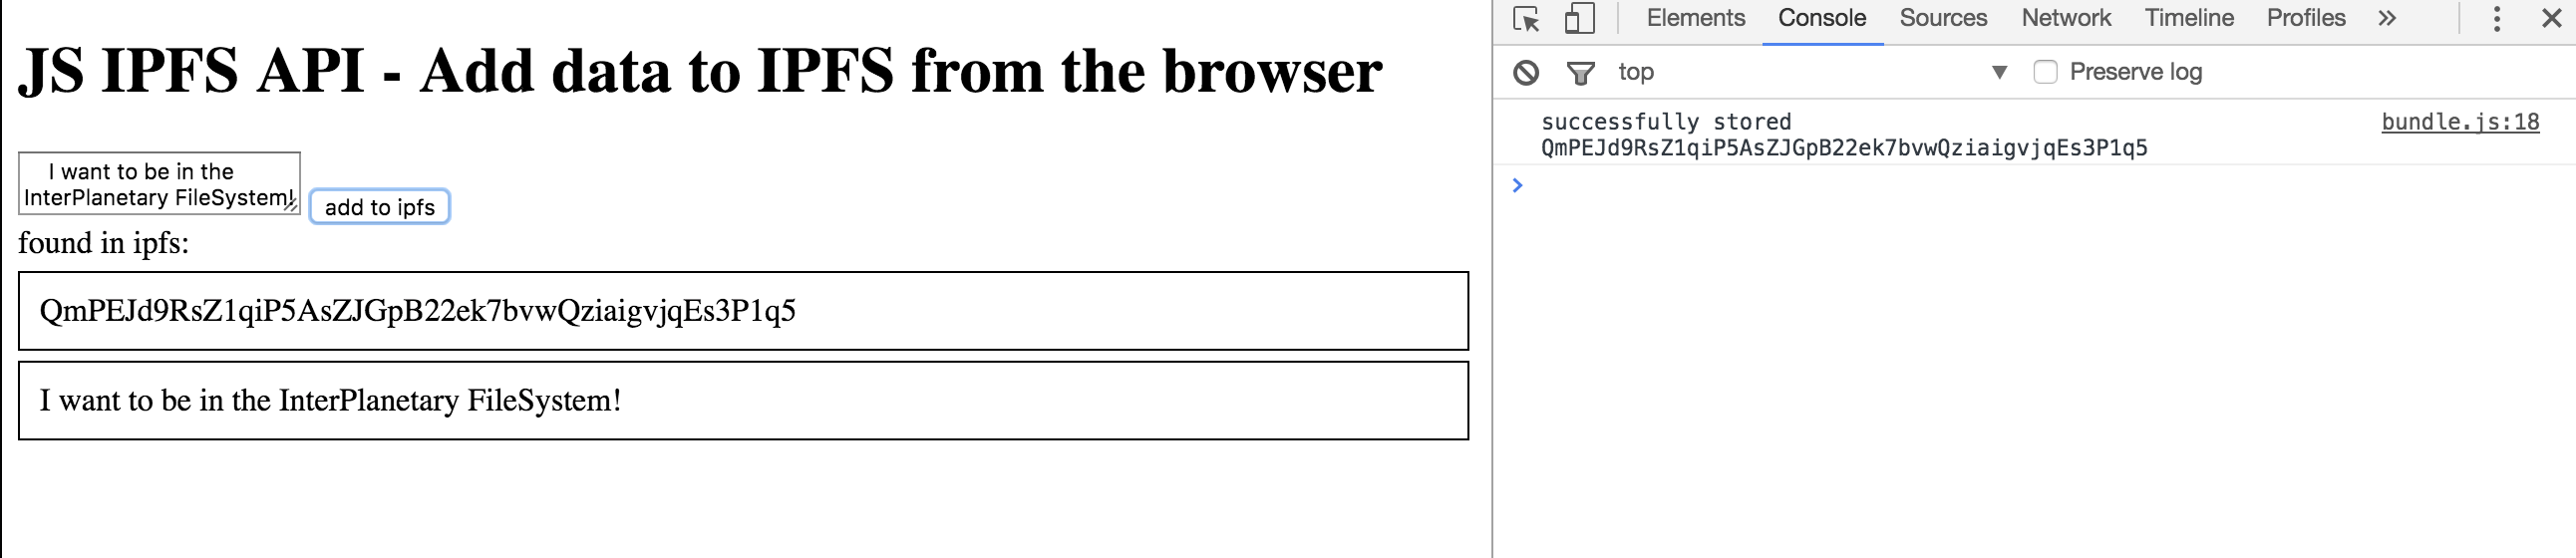 JS IPFS API - Add data to IPFS from the browser
I want to be in the
InterPlanetary FileSystem!
add to ipfs
found in ipfs:
QmPEJd9RsZ1qiP5AsZJGpB22ek7bvwQziaigvjqEs3P1q5
I want to be in the InterPlanetary FileSystem!
Elements Console Sources Network Timeline Profiles »
top ▼ Preserve log
successfully stored bundle.js:18
QmPEJd9RsZ1qiP5AsZJGpB22ek7bvwQziaigvjqEs3P1q5